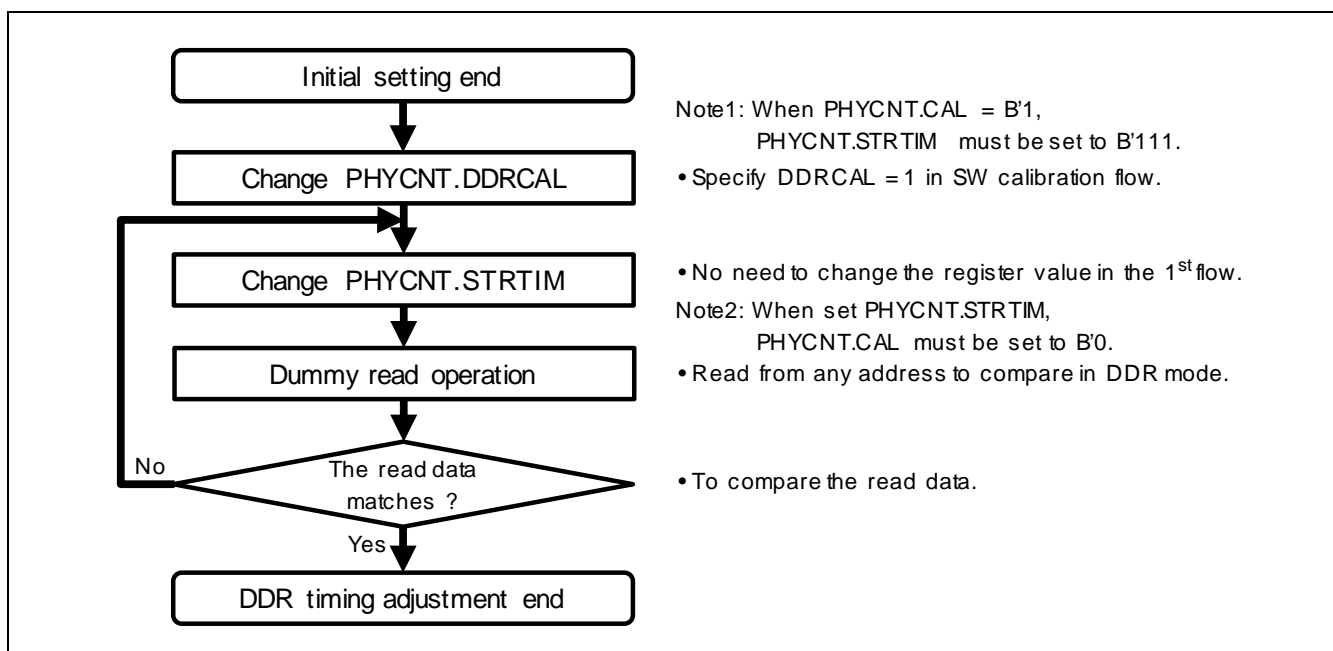 Initial setting end
Note1: When PHYCNT.CAL = B'1,
PHYCNT.STRTIM must be set to B'111.
Change PHYCNT.DDRCAL
• Specify DDRCAL = 1 in SW calibration flow.
Change PHYCNT.STRTIM
• No need to change the register value in the 1st flow.
Note2: When set PHYCNT.STRTIM,
PHYCNT.CAL must be set to B'0.
Dummy read operation
• Read from any address to compare in DDR mode.
No
The read data
matches ?
• To compare the read data.
Yes
DDR timing adjustment end